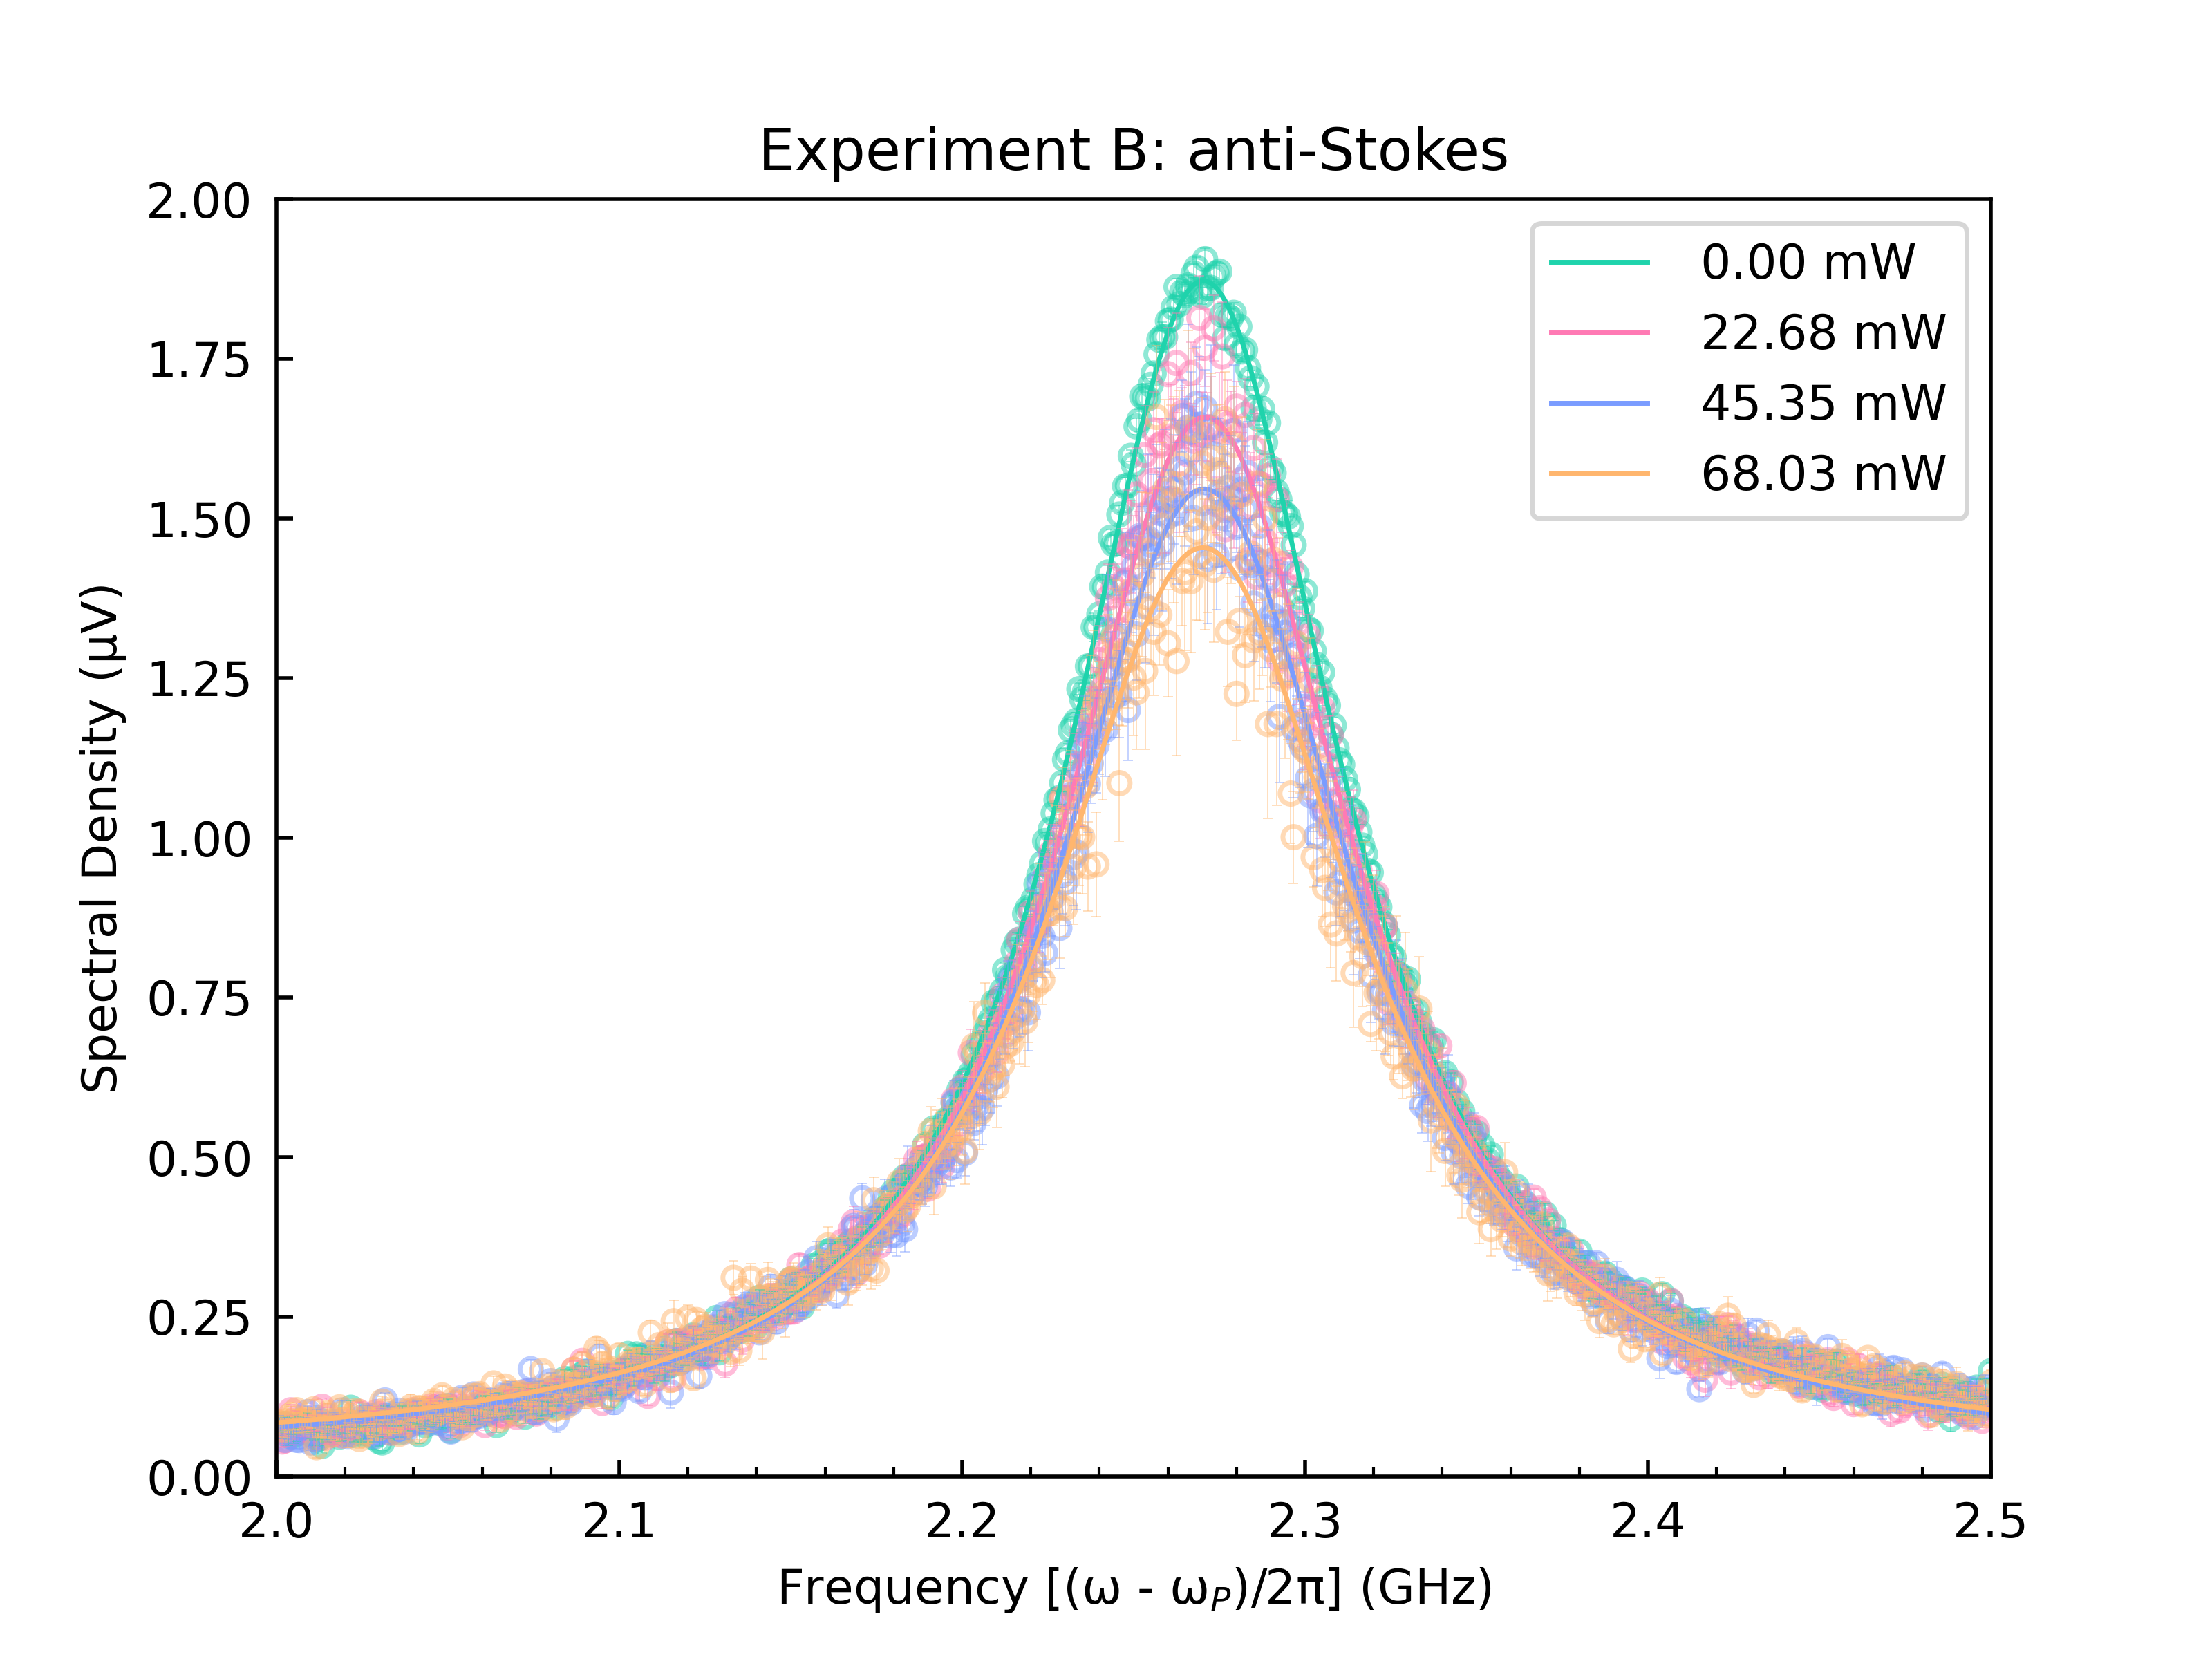 Experiment B: anti-Stokes
2.00
1.75
1.50
1.25
1.00
0.75
0.50
0.25
0.00
Spectral Density (μV)
0.00 mW
22.68 mW
45.35 mW
68.03 mW
2.0 2.1 2.2 2.3 2.4 2.5
Frequency [(ω - ω_P)/2π] (GHz)